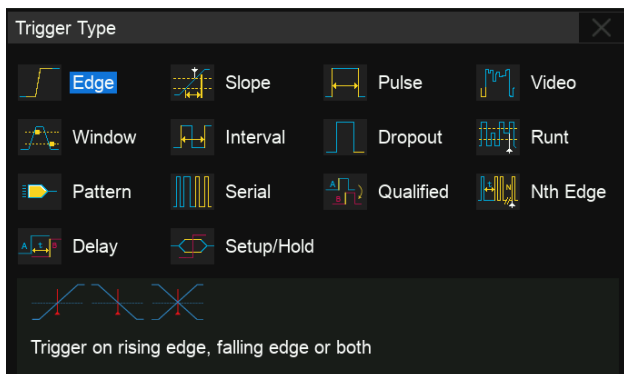 Trigger Type
Edge Slope Pulse Video
Window Interval Dropout Runt
Pattern Serial A B Qualified N Nth Edge
A t B Delay Setup/Hold
Trigger on rising edge, falling edge or both